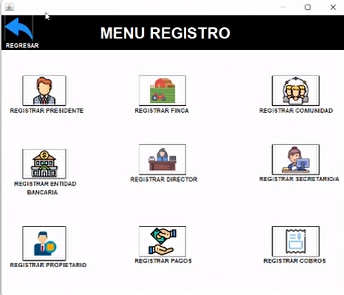 REGRESAR
MENU REGISTRO
REGISTRAR PRESIDENTE
REGISTRAR FINCA
REGISTRAR COMUNIDAD
REGISTRAR ENTIDAD
BANCARIA
REGISTRAR DIRECTOR
REGISTRAR SECRETARIO/A
REGISTRAR PROPIETARIO
REGISTRAR PAGOS
REGISTRAR COBROS